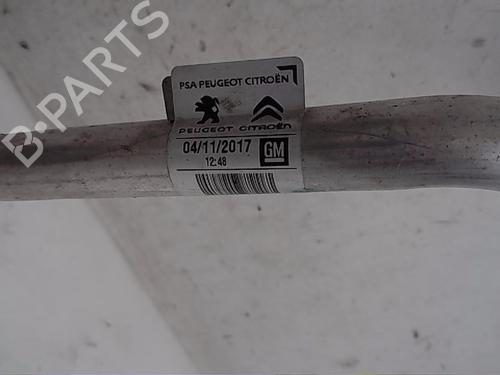 B-PARTS
PSA PEUGEOT CITROËN
PEUGEOT CITROËN
04/11/2017
12:48
GM